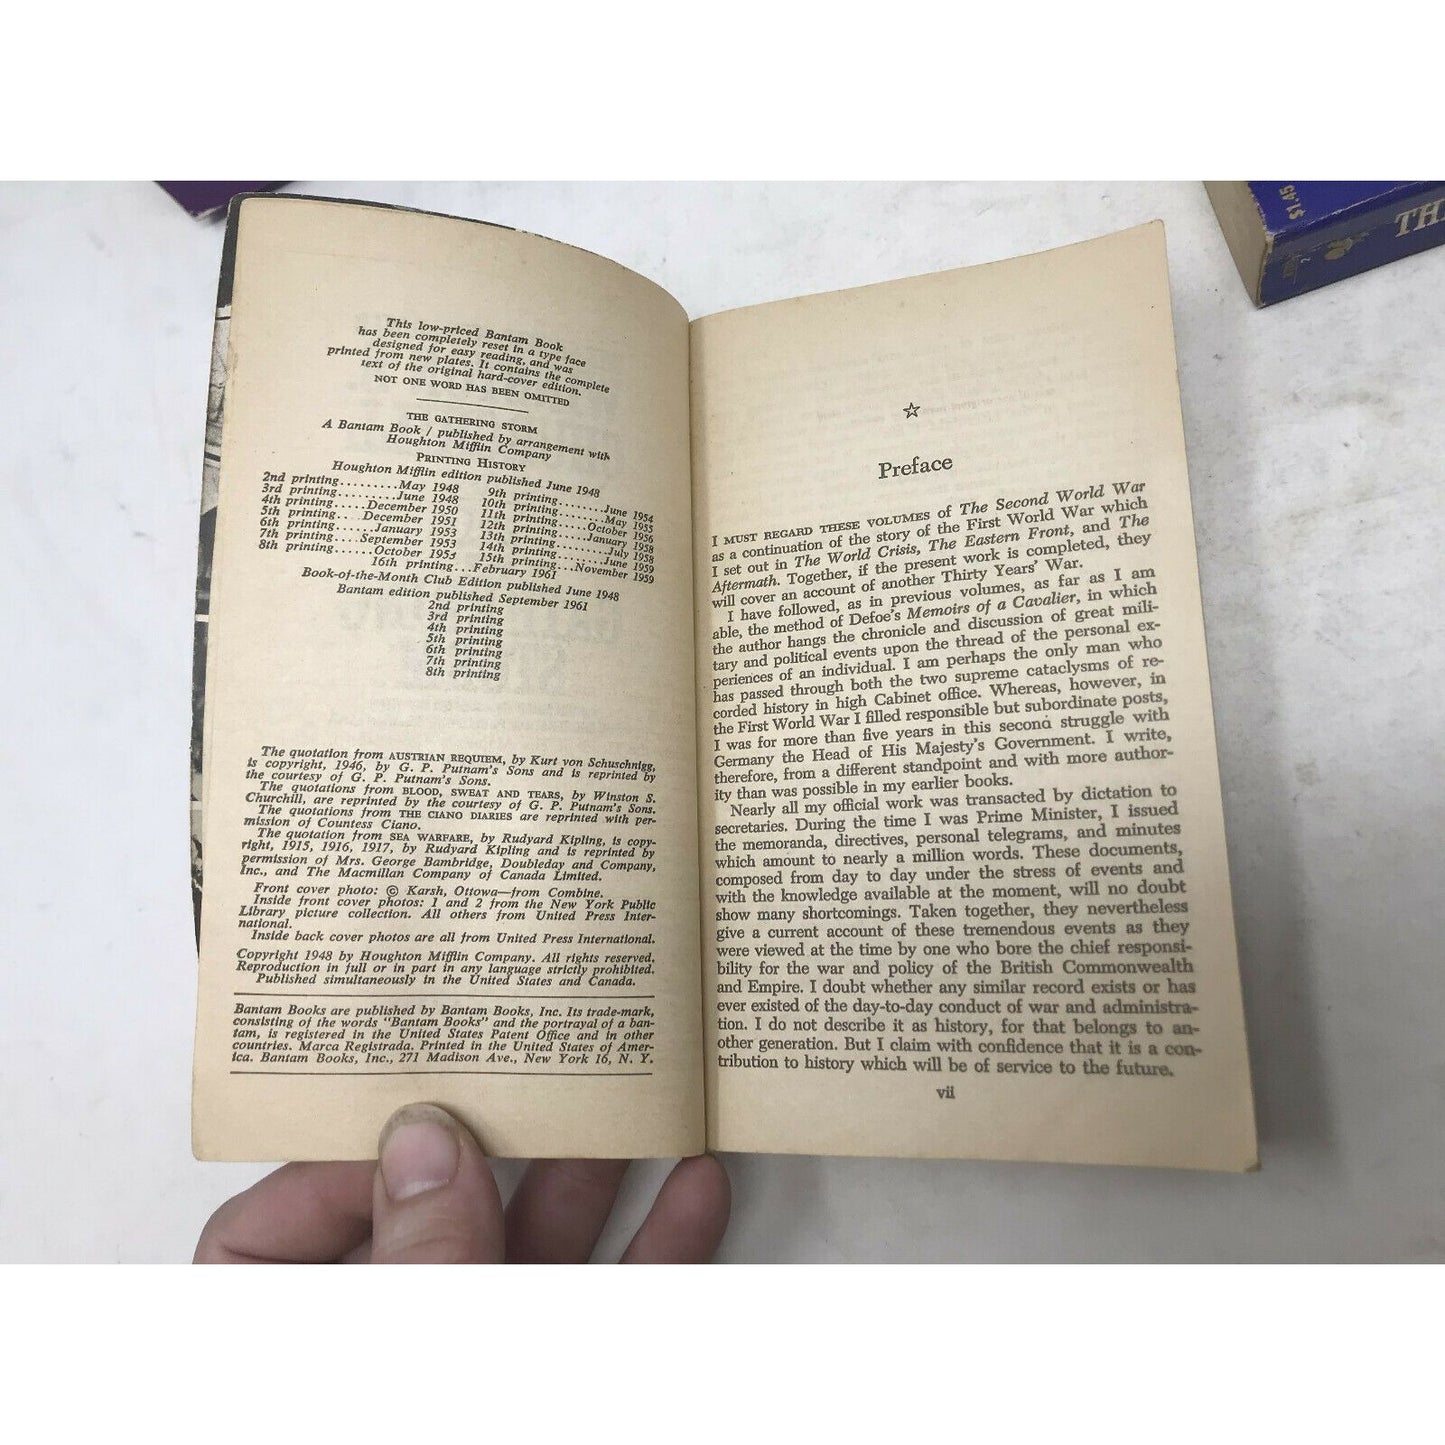 This low-priced Bantam Book
has been completely reset in a type face
designed for easy reading, and was
printed from new plates. It contains the complete
text of the original hard-cover edition.
NOT ONE WORD HAS BEEN OMITTED
THE GATHERING STORM
A Bantam Book / published by arrangement with
Houghton Mifflin Company
PRINTING HISTORY
Houghton Mifflin edition published June 1948
2nd printing.........May 1948
3rd printing.........June 1948
4th printing....December 1950
5th printing....December 1951
6th printing......January 1953
7th printing....September 1953
8th printing......October 1953
9th printing........June 1954
10th printing........May 1955
11th printing.....October 1956
12th printing.....January 1958
13th printing........July 1958
14th printing........June 1959
15th printing...November 1959
16th printing...February 1961
Book-of-the-Month Club Edition published June 1948
Bantam edition published September 1961
2nd printing
3rd printing
4th printing
5th printing
6th printing
7th printing
8th printing
The quotation from AUSTRIAN REQUIEM, by Kurt von Schuschnigg,
is copyright, 1946, by G. P. Putnam's Sons and is reprinted by
the courtesy of G. P. Putnam's Sons.
The quotations from BLOOD, SWEAT AND TEARS, by Winston S.
Churchill, are reprinted by the courtesy of G. P. Putnam's Sons.
The quotations from THE CIANO DIARIES are reprinted with per-
mission of Countess Ciano.
The quotation from SEA WARFARE, by Rudyard Kipling, is copy-
right, 1915, 1916, 1917, by Rudyard Kipling and is reprinted by
permission of Mrs. George Bambridge, Doubleday and Company,
Inc., and The Macmillan Company of Canada Limited.
Front cover photo: © Karsh, Ottowa—from Combine.
Inside front cover photos: 1 and 2 from the New York Public
Library picture collection. All others from United Press Inter-
national.
Inside back cover photos are all from United Press International.
Copyright 1948 by Houghton Mifflin Company. All rights reserved.
Reproduction in full or in part in any language strictly prohibited.
Published simultaneously in the United States and Canada.
Bantam Books are published by Bantam Books, Inc. Its trade-mark,
consisting of the words "Bantam Books" and the portrayal of a ban-
tam, is registered in the United States Patent Office and in other
countries. Marca Registrada. Printed in the United States of Amer-
ica. Bantam Books, Inc., 271 Madison Ave., New York 16, N. Y.
☆
Preface
I MUST REGARD THESE VOLUMES of The Second World War
as a continuation of the story of the First World War which
I set out in The World Crisis, The Eastern Front, and The
Aftermath. Together, if the present work is completed, they
will cover an account of another Thirty Years' War.
I have followed, as in previous volumes, as far as I am
able, the method of Defoe's Memoirs of a Cavalier, in which
the author hangs the chronicle and discussion of great mili-
tary and political events upon the thread of the personal ex-
periences of an individual. I am perhaps the only man who
has passed through both the two supreme cataclysms of re-
corded history in high Cabinet office. Whereas, however, in
the First World War I filled responsible but subordinate posts,
I was for more than five years in this second struggle with
Germany the Head of His Majesty's Government. I write,
therefore, from a different standpoint and with more author-
ity than was possible in my earlier books.
Nearly all my official work was transacted by dictation to
secretaries. During the time I was Prime Minister, I issued
the memoranda, directives, personal telegrams, and minutes
which amount to nearly a million words. These documents,
composed from day to day under the stress of events and
with the knowledge available at the moment, will no doubt
show many shortcomings. Taken together, they nevertheless
give a current account of these tremendous events as they
were viewed at the time by one who bore the chief responsi-
bility for the war and policy of the British Commonwealth
and Empire. I doubt whether any similar record exists or has
ever existed of the day-to-day conduct of war and administra-
tion. I do not describe it as history, for that belongs to an-
other generation. But I claim with confidence that it is a con-
tribution to history which will be of service to the future.
vii
$1.45